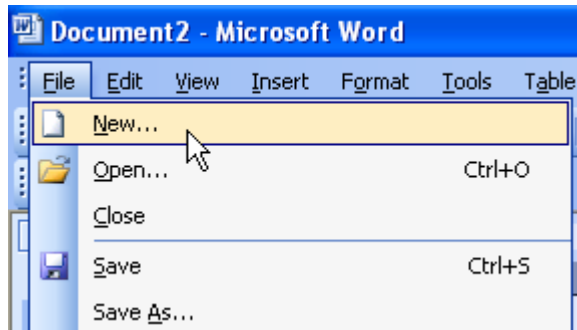 Document2 - Microsoft Word
File Edit View Insert Format Tools Table
New...
Open... Ctrl+O
Close
Save Ctrl+S
Save As...